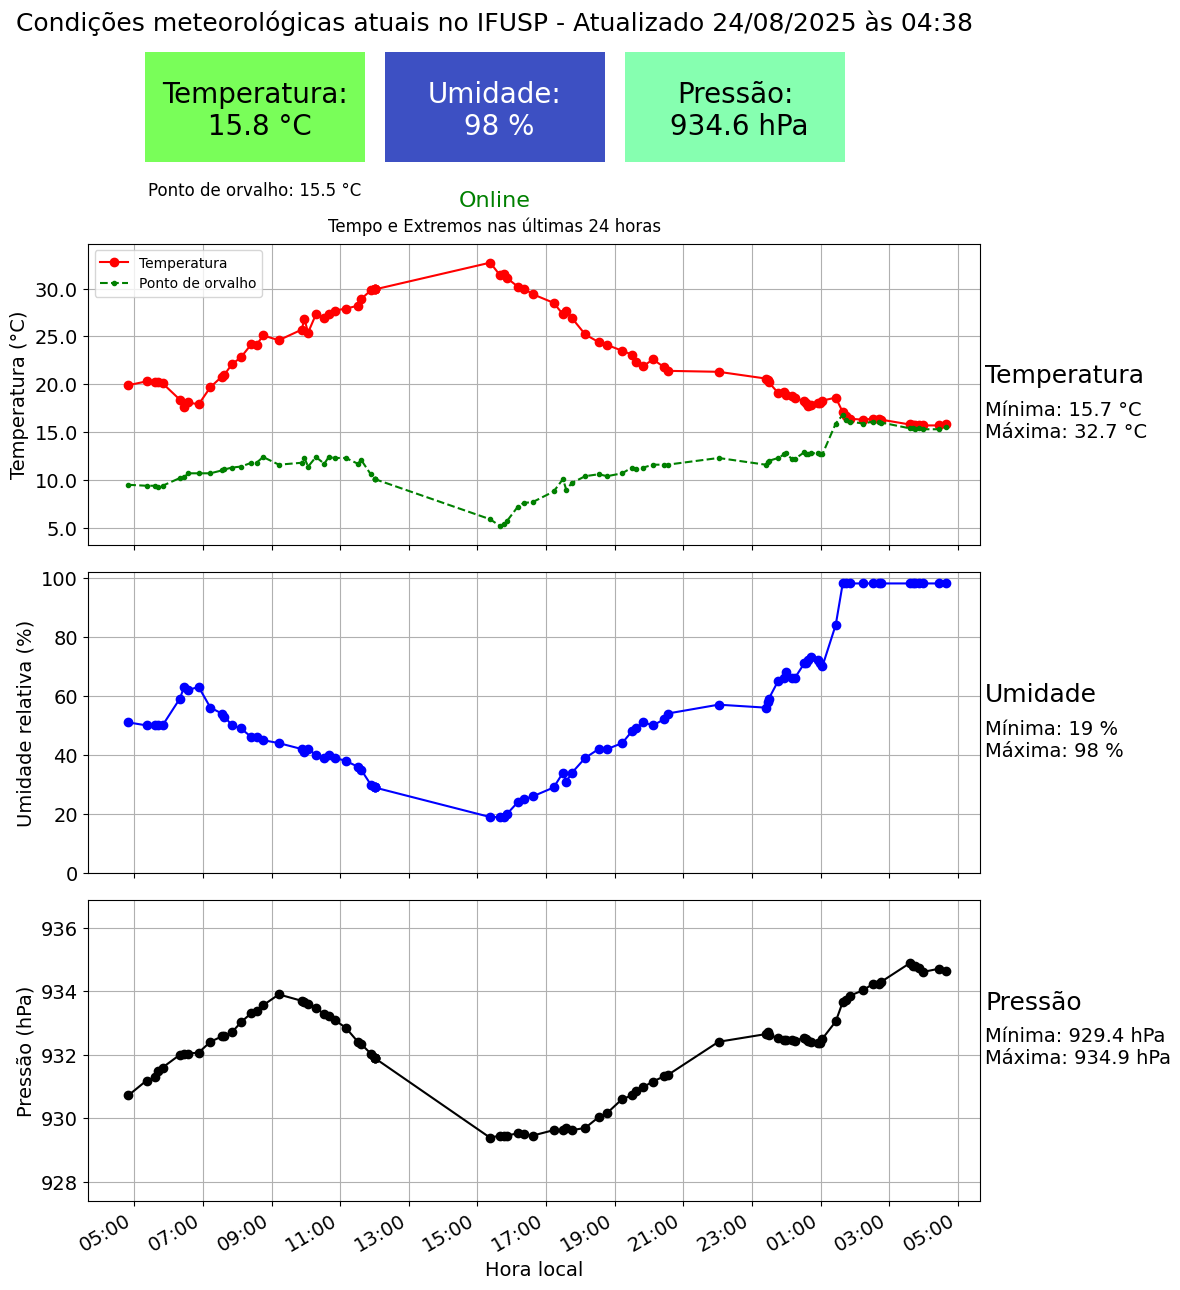 Condições meteorológicas atuais no IFUSP - Atualizado 24/08/2025 às 04:38
Temperatura:
15.8 °C
Umidade:
98 %
Pressão:
934.6 hPa
Ponto de orvalho: 15.5 °C
Online
Tempo e Extremos nas últimas 24 horas
Temperatura
Ponto de orvalho
Temperatura (°C)
30.0
25.0
20.0
15.0
10.0
5.0
Temperatura
Mínima: 15.7 °C
Máxima: 32.7 °C
Umidade relativa (%)
100
80
60
40
20
0
Umidade
Mínima: 19 %
Máxima: 98 %
Pressão (hPa)
936
934
932
930
928
Pressão
Mínima: 929.4 hPa
Máxima: 934.9 hPa
05:00
07:00
09:00
11:00
13:00
15:00
17:00
19:00
21:00
23:00
01:00
03:00
05:00
Hora local